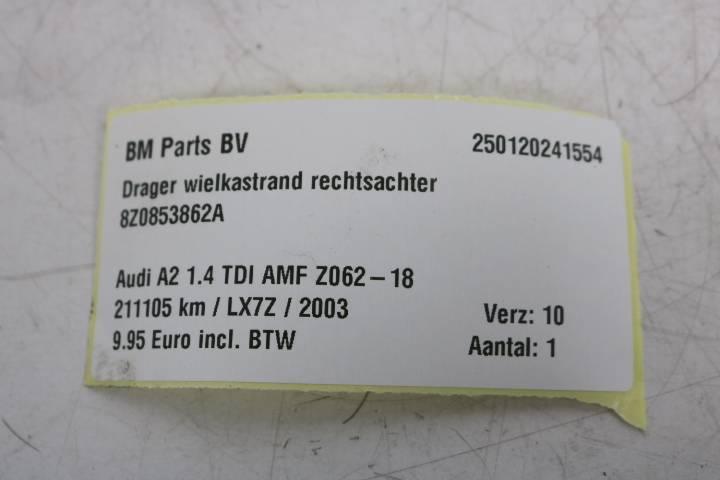 BM Parts BV 250120241554
Drager wielkastrand rechtsachter
8Z0853862A
Audi A2 1.4 TDI AMF Z062-18
211105 km / LX7Z / 2003 Verz: 10
9.95 Euro incl. BTW Aantal: 1